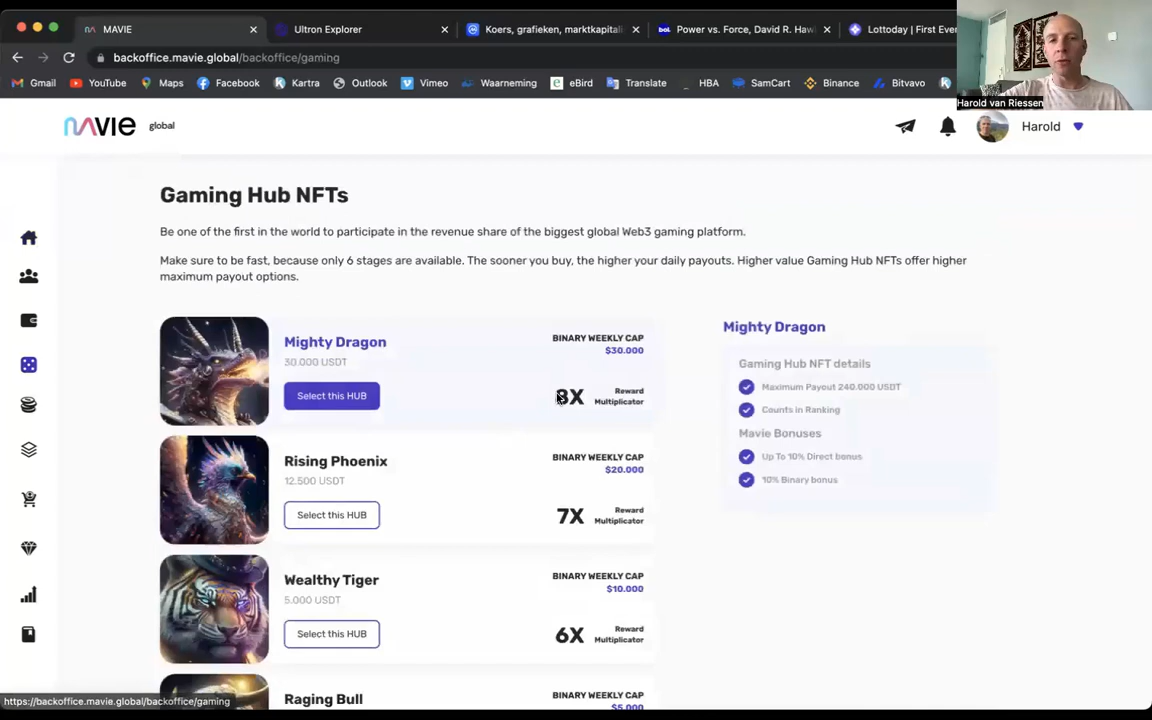 MAVIE
Ultron Explorer
Koers, grafieken, marktkapitali
Power vs. Force, David R. Haw
Lottoday | First Ever
backoffice.mavie.global/backoffice/gaming
Gmail
YouTube
Maps
Facebook
Kartra
Outlook
Vimeo
Waarneming
eBird
Translate
HBA
SamCart
Binance
Bitvavo
Harold van Riessen
MAVIE global
Harold
Gaming Hub NFTs
Be one of the first in the world to participate in the revenue share of the biggest global Web3 gaming platform.
Make sure to be fast, because only 6 stages are available. The sooner you buy, the higher your daily payouts. Higher value Gaming Hub NFTs offer higher
maximum payout options.
Mighty Dragon
30.000 USDT
Select this HUB
BINARY WEEKLY CAP
$30.000
8X
Reward
Multiplicator
Rising Phoenix
12.500 USDT
Select this HUB
BINARY WEEKLY CAP
$20.000
7X
Reward
Multiplicator
Wealthy Tiger
5.000 USDT
Select this HUB
BINARY WEEKLY CAP
$10.000
6X
Reward
Multiplicator
Raging Bull
BINARY WEEKLY CAP
$5.000
Mighty Dragon
Gaming Hub NFT details
Maximum Payout 240.000 USDT
Counts in Ranking
Mavie Bonuses
Up To 10% Direct bonus
10% Binary bonus
https://backoffice.mavie.global/backoffice/gaming